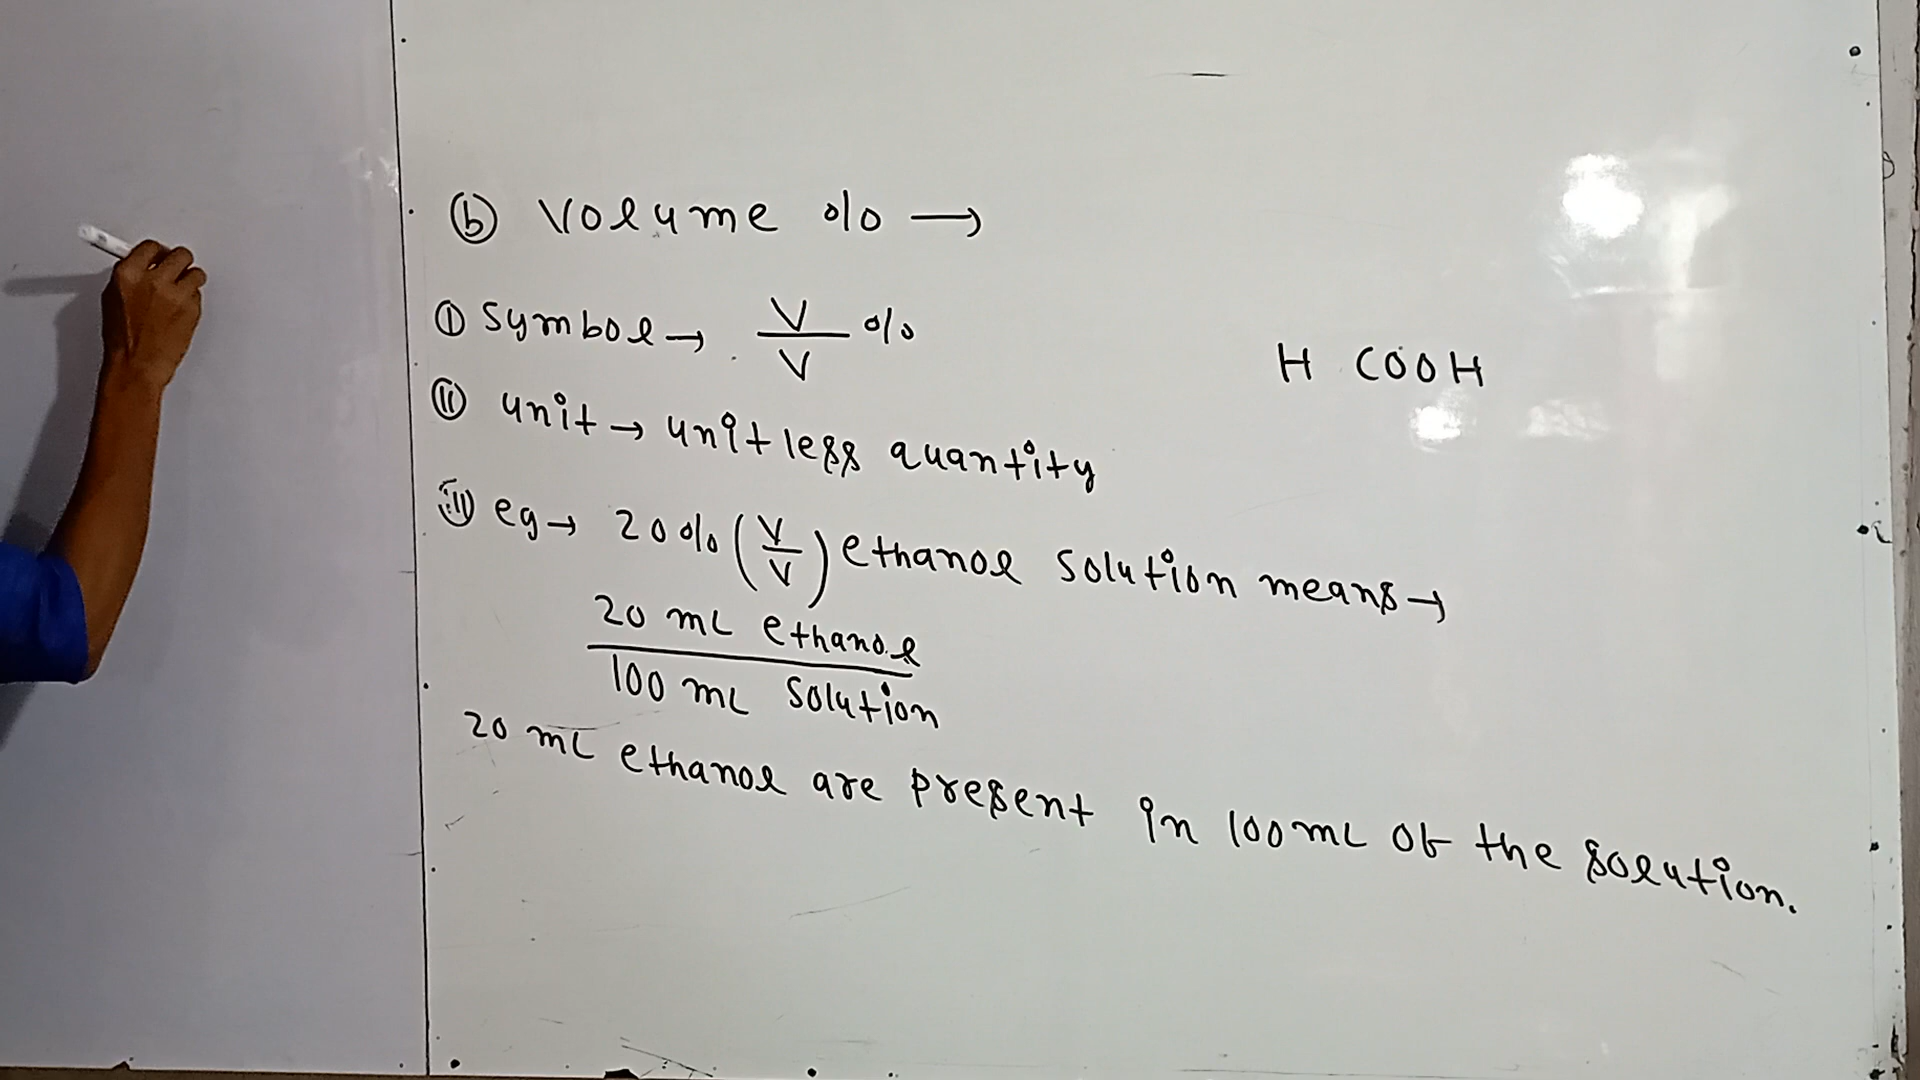 (b) Volume % →
(i) Symbol → V/V %
H COOH
(ii) unit → unitless quantity
(iii) eg → 20% (V/V) ethanol solution means →
20 mL ethanol
100 mL solution
20 mL ethanol are present in 100 mL of the solution.